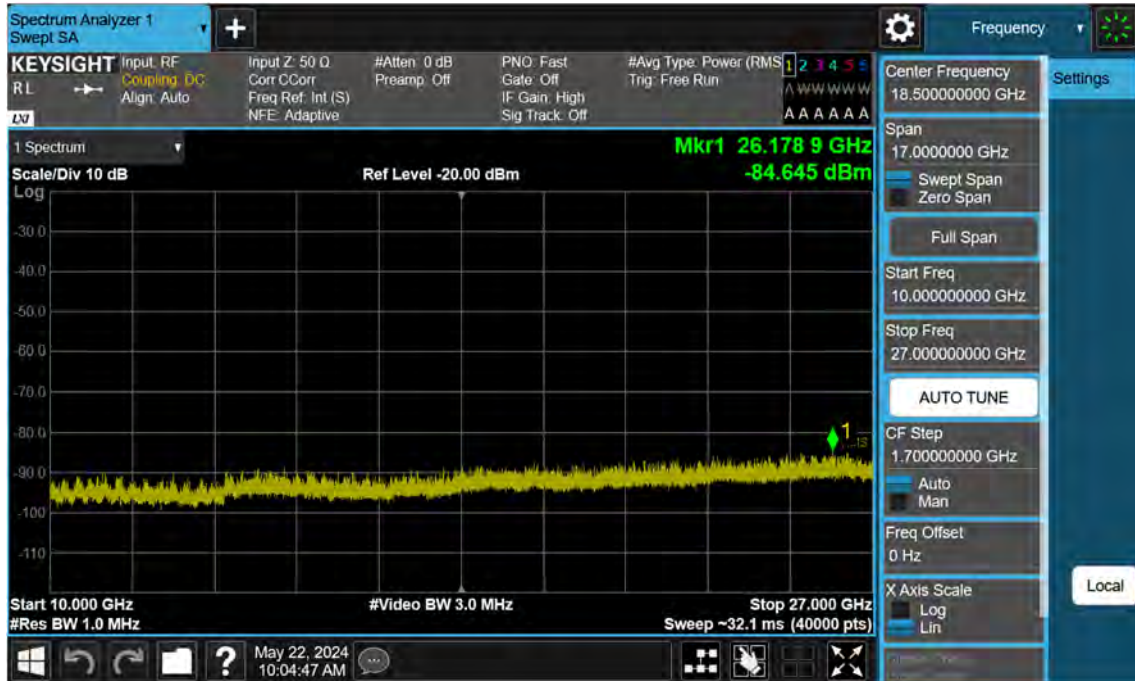 Spectrum Analyzer 1
Swept SA
Frequency
KEYSIGHT
RL
LXI
Input: RF
Coupling: DC
Align: Auto
Input Z: 50 Ω
Corr CCorr
Freq Ref: Int (S)
NFE: Adaptive
#Atten: 0 dB
Preamp: Off
PNO: Fast
Gate: Off
IF Gain: High
Sig Track: Off
#Avg Type: Power (RMS
Trig: Free Run
1 2 3 4 5 6
A W W W W W
A A A A A A
1 Spectrum
Mkr1 26.178 9 GHz
-84.645 dBm
Scale/Div 10 dB
Ref Level -20.00 dBm
Log
-30.0
-40.0
-50.0
-60.0
-70.0
-80.0
-90.0
-100
-110
1
Start 10.000 GHz
#Video BW 3.0 MHz
Stop 27.000 GHz
#Res BW 1.0 MHz
Sweep ~32.1 ms (40000 pts)
May 22, 2024
10:04:47 AM
Center Frequency
18.500000000 GHz
Span
17.0000000 GHz
Swept Span
Zero Span
Full Span
Start Freq
10.000000000 GHz
Stop Freq
27.000000000 GHz
AUTO TUNE
CF Step
1.700000000 GHz
Auto
Man
Freq Offset
0 Hz
X Axis Scale
Log
Lin
Settings
Local